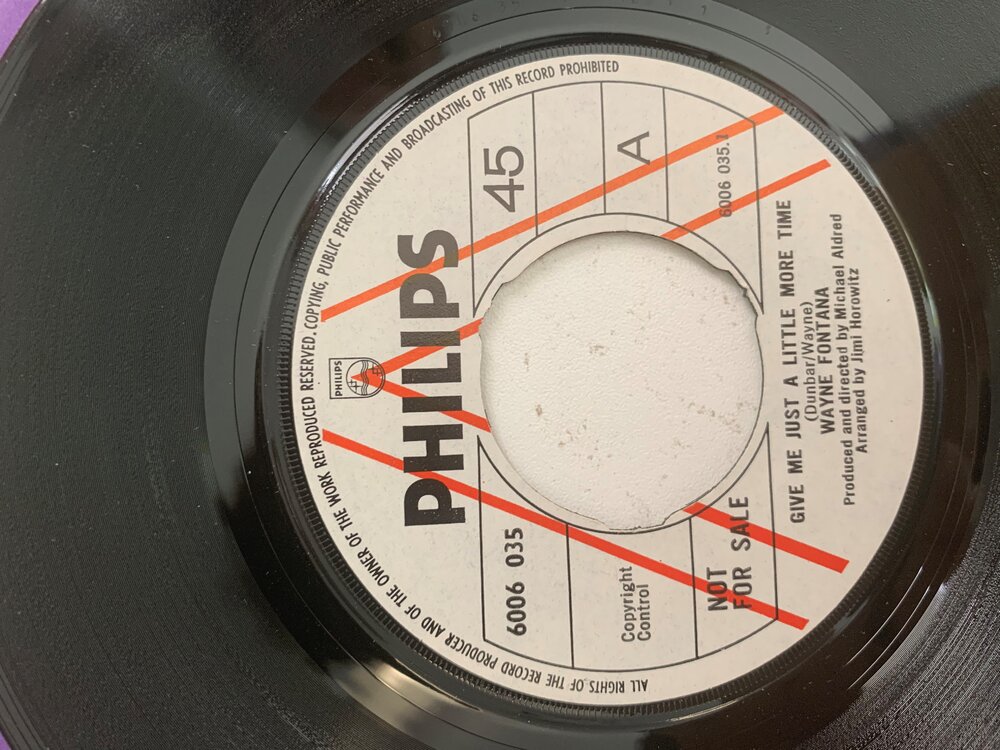 ALL RIGHTS OF THE RECORD PRODUCER AND OF THE OWNER OF THE WORK REPRODUCED RESERVED. COPYING, PUBLIC PERFORMANCE AND BROADCASTING OF THIS RECORD PROHIBITED
PHILIPS
PHILIPS
6006 035
45
Copyright
Control
A
NOT
FOR SALE
6006 035.1
GIVE ME JUST A LITTLE MORE TIME
(Dunbar/Wayne)
WAYNE FONTANA
Produced and directed by Michael Aldred
Arranged by Jimi Horowitz